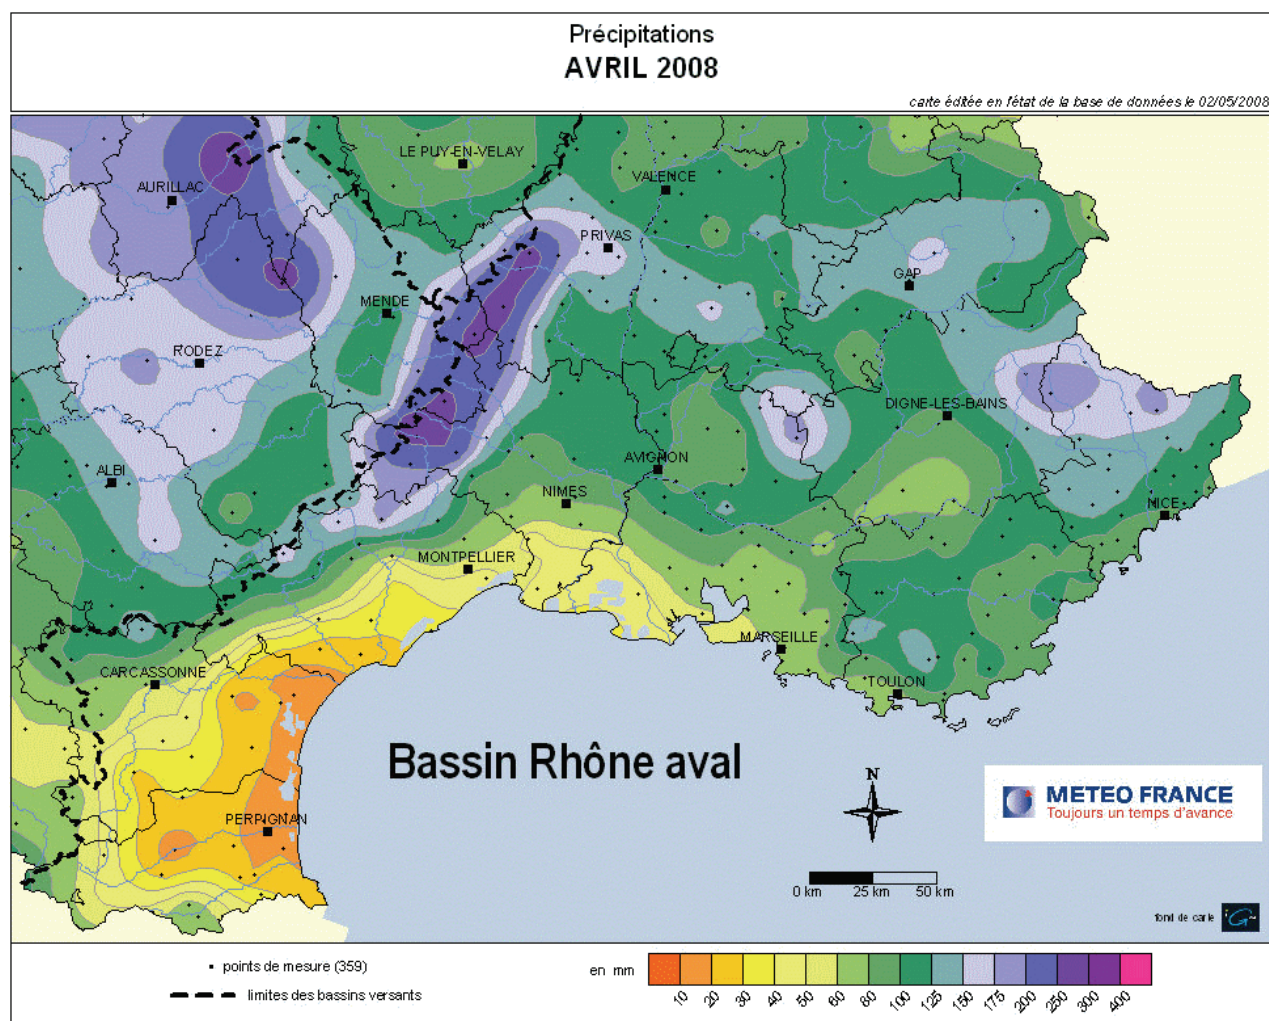 Précipitations
AVRIL 2008
carte éditée en l'état de la base de données le 02/05/2008
LE PUY-EN-VELAY
AURILLAC
VALENCE
PRIVAS
GAP
MENDE
RODEZ
DIGNE-LES-BAINS
ALBI
AVIGNON
NIMES
NICE
MONTPELLIER
MARSEILLE
CARCASSONNE
TOULON
Bassin Rhône aval
N
METEO FRANCE
Toujours un temps d'avance
PERPIGNAN
0 km 25 km 50 km
fond de carte
points de mesure (359)
limites des bassins versants
en mm
10 20 30 40 50 60 80 100 125 150 175 200 250 300 400